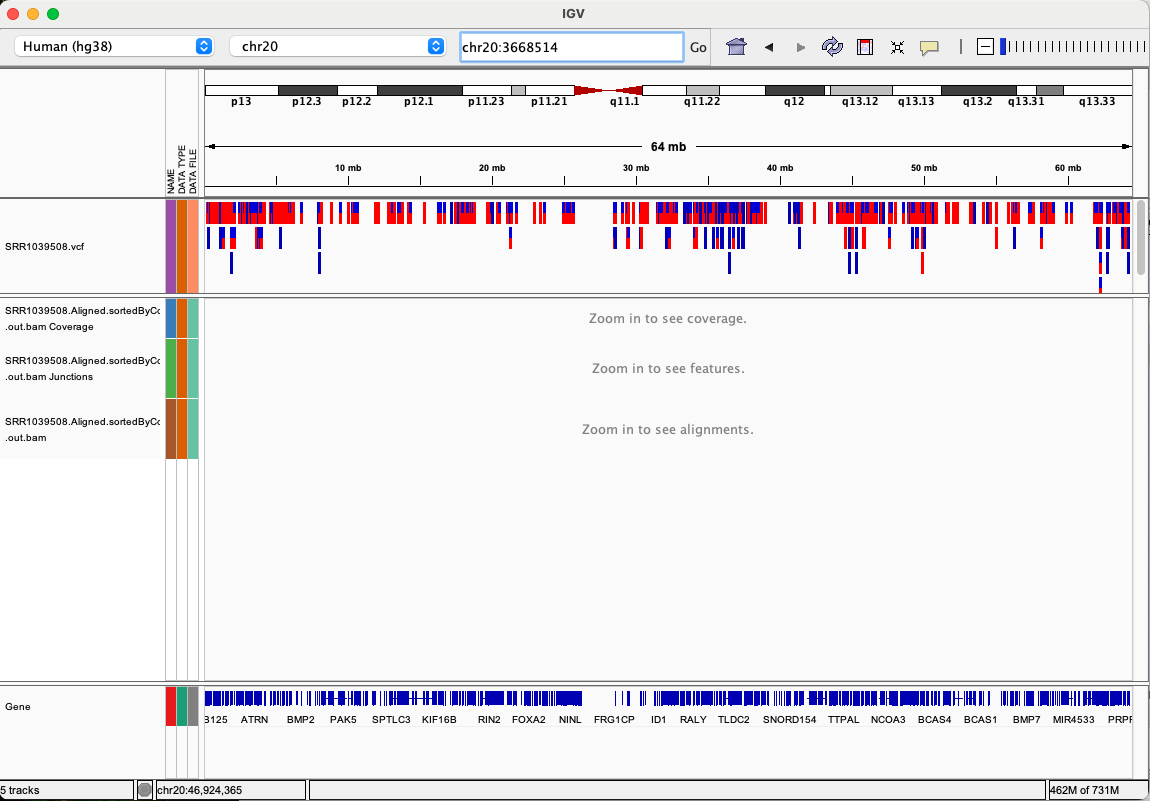 IGV
Human (hg38)
chr20
chr20:3668514
Go
p13 p12.3 p12.2 p12.1 p11.23 p11.21 q11.1 q11.22 q12 q13.12 q13.13 q13.2 q13.31 q13.33
64 mb
10 mb 20 mb 30 mb 40 mb 50 mb 60 mb
NAME
DATA TYPE
DATA FILE
SRR1039508.vcf
SRR1039508.Aligned.sortedByCo
.out.bam Coverage
Zoom in to see coverage.
SRR1039508.Aligned.sortedByCo
.out.bam Junctions
Zoom in to see features.
SRR1039508.Aligned.sortedByCo
.out.bam
Zoom in to see alignments.
Gene
3125 ATRN BMP2 PAK5 SPTLC3 KIF16B RIN2 FOXA2 NINL FRG1CP ID1 RALY TLDC2 SNORD154 TTPAL NCOA3 BCAS4 BCAS1 BMP7 MIR4533 PRPF
5 tracks
chr20:46,924,365
462M of 731M